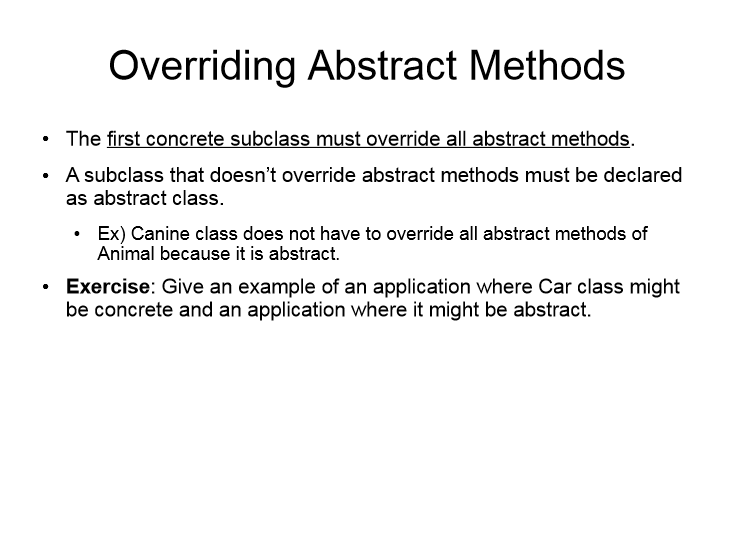 Overriding Abstract Methods
• The first concrete subclass must override all abstract methods.
• A subclass that doesn’t override abstract methods must be declared
as abstract class.
• Ex) Canine class does not have to override all abstract methods of
Animal because it is abstract.
• Exercise: Give an example of an application where Car class might
be concrete and an application where it might be abstract.